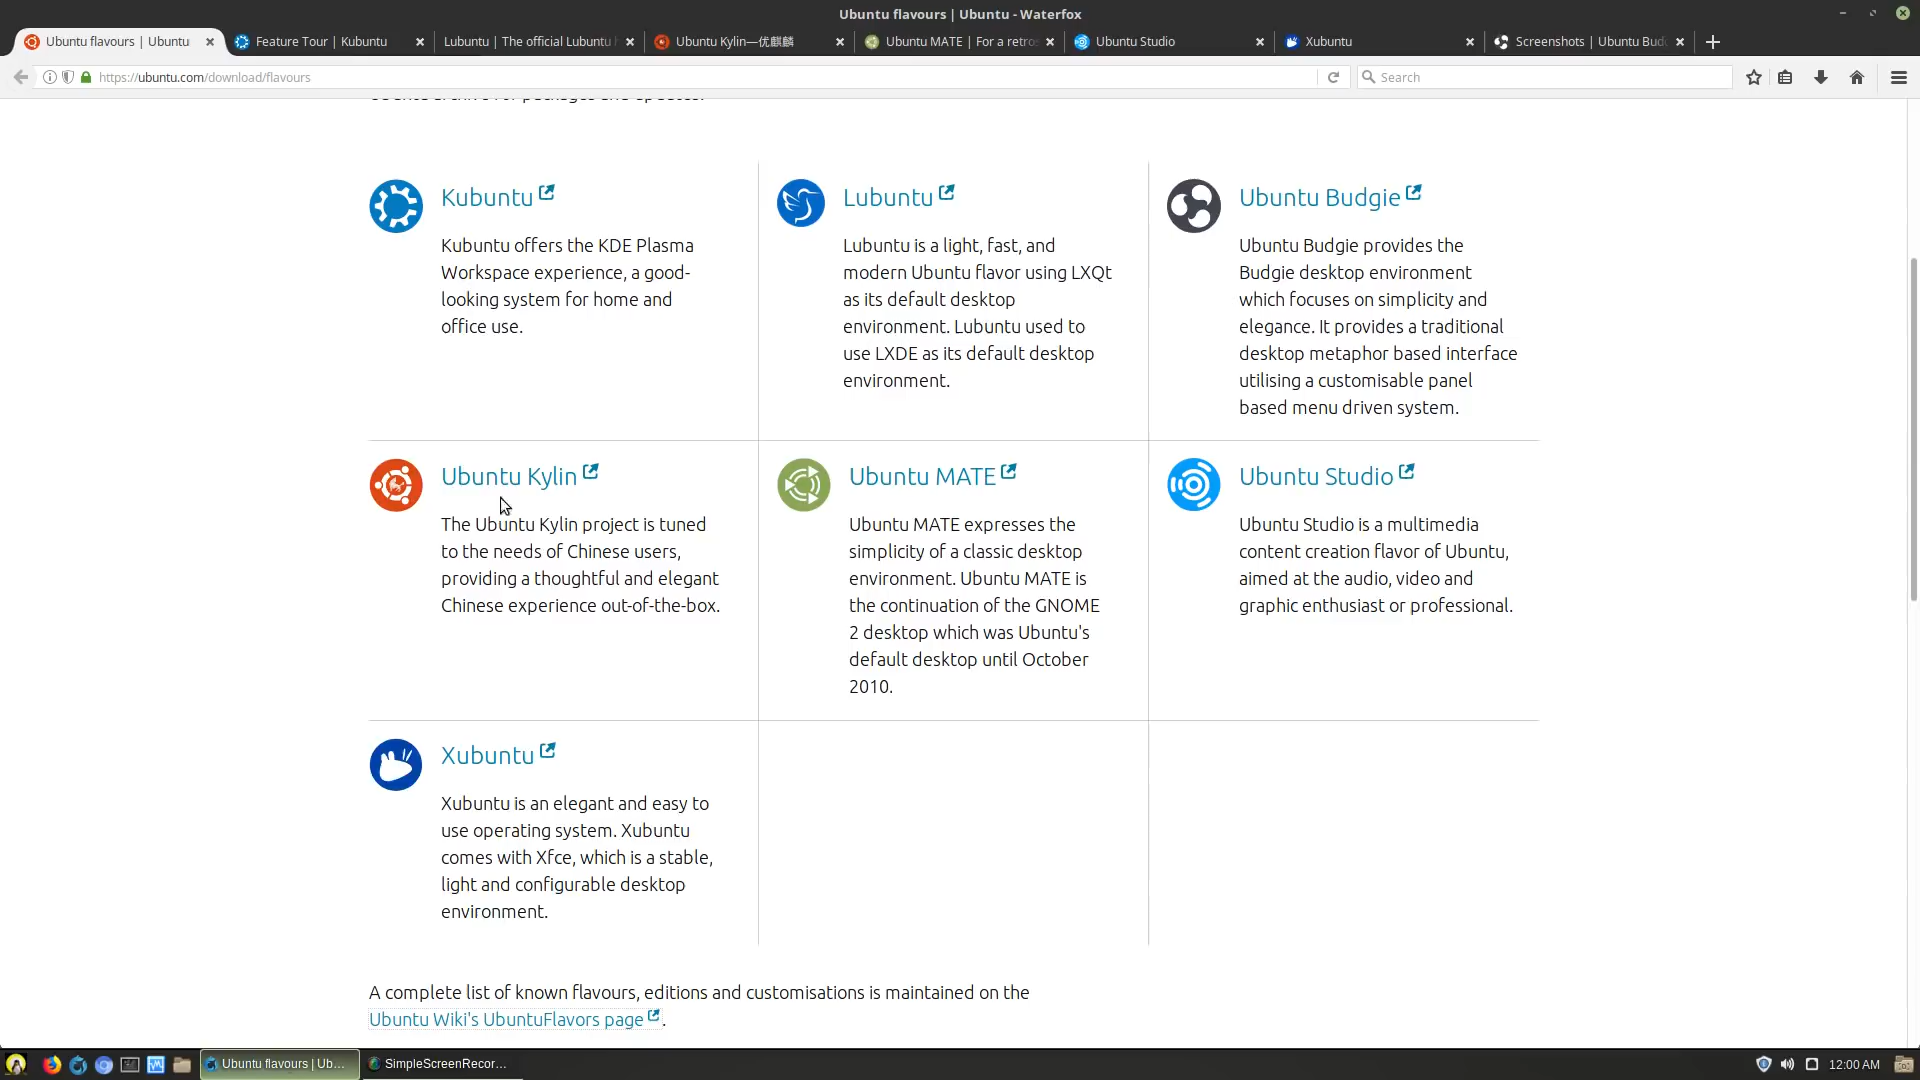 Ubuntu flavours | Ubuntu - Waterfox
Ubuntu flavours | Ubuntu
Feature Tour | Kubuntu
Lubuntu | The official Lubuntu
Ubuntu Kylin—优麒麟
Ubuntu MATE | For a retros
Ubuntu Studio
Xubuntu
Screenshots | Ubuntu Bud
https://ubuntu.com/download/flavours
Search
Kubuntu
Kubuntu offers the KDE Plasma
Workspace experience, a good-
looking system for home and
office use.
Lubuntu
Lubuntu is a light, fast, and
modern Ubuntu flavor using LXQt
as its default desktop
environment. Lubuntu used to
use LXDE as its default desktop
environment.
Ubuntu Budgie
Ubuntu Budgie provides the
Budgie desktop environment
which focuses on simplicity and
elegance. It provides a traditional
desktop metaphor based interface
utilising a customisable panel
based menu driven system.
Ubuntu Kylin
The Ubuntu Kylin project is tuned
to the needs of Chinese users,
providing a thoughtful and elegant
Chinese experience out-of-the-box.
Ubuntu MATE
Ubuntu MATE expresses the
simplicity of a classic desktop
environment. Ubuntu MATE is
the continuation of the GNOME
2 desktop which was Ubuntu's
default desktop until October
2010.
Ubuntu Studio
Ubuntu Studio is a multimedia
content creation flavor of Ubuntu,
aimed at the audio, video and
graphic enthusiast or professional.
Xubuntu
Xubuntu is an elegant and easy to
use operating system. Xubuntu
comes with Xfce, which is a stable,
light and configurable desktop
environment.
A complete list of known flavours, editions and customisations is maintained on the
Ubuntu Wiki's UbuntuFlavors page.
Ubuntu flavours | Ub...
SimpleScreenRecor...
12:00 AM